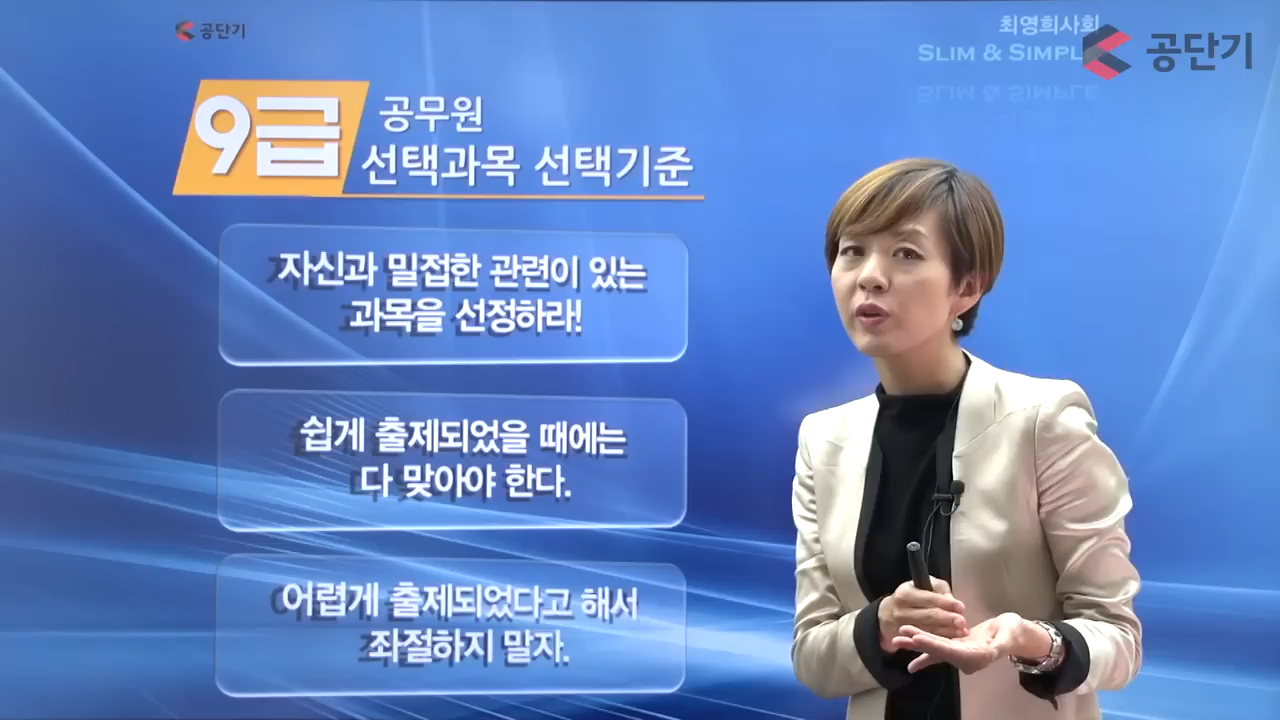 공단기
최영희사회
SLIM & SIMPLE
공단기
9급 공무원
선택과목 선택기준
자신과 밀접한 관련이 있는
과목을 선정하라!
쉽게 출제되었을 때에는
다 맞아야 한다.
어렵게 출제되었다고 해서
좌절하지 말자.